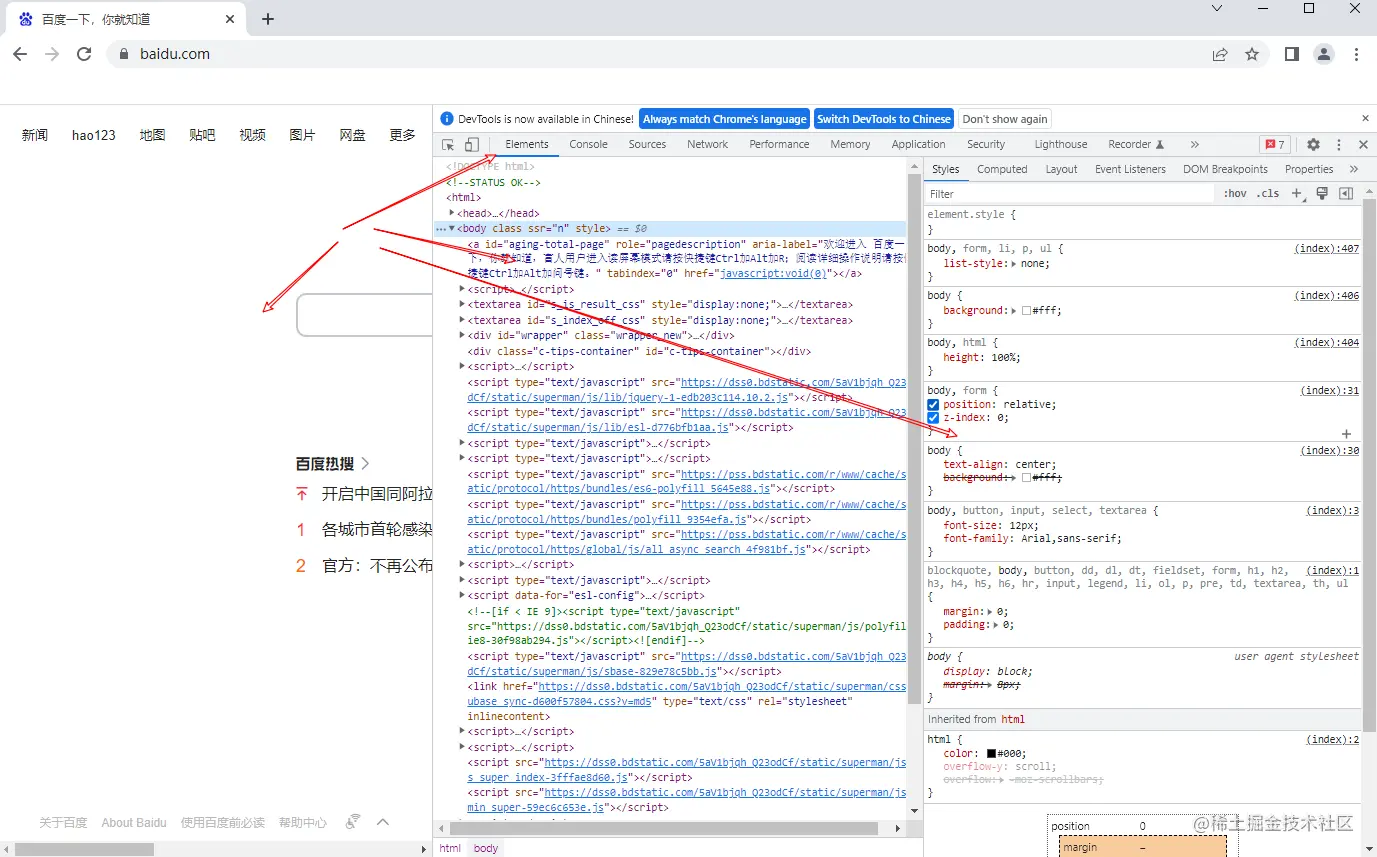 百度一下，你就知道
baidu.com
新闻 hao123 地图 贴吧 视频 图片 网盘 更多
百度热搜
开启中国同阿拉
1 各城市首轮感染
2 官方：不再公布
关于百度 About Baidu 使用百度前必读 帮助中心
DevTools is now available in Chinese! Always match Chrome's language Switch DevTools to Chinese Don't show again
Elements Console Sources Network Performance Memory Application Security Lighthouse Recorder » 7
<!DOCTYPE html>
<!--STATUS OK-->
<html>
<head>…</head>
<body class ssr="n" style> == $0
<a id="aging-total-page" role="pagedescription" aria-label="欢迎进入 百度一
下，你就知道，盲人用户进入读屏幕模式请按快捷键Ctrl加Alt加R；阅读详细操作说明请按快
捷键Ctrl加Alt加问号键。" tabindex="0" href="javascript:void(0)"></a>
<script>…</script>
<textarea id="s_is_result_css" style="display:none;">…</textarea>
<textarea id="s_index_off_css" style="display:none;">…</textarea>
<div id="wrapper" class="wrapper_new">…</div>
<div class="c-tips-container" id="c-tips-container"></div>
<script>…</script>
<script type="text/javascript" src="https://dss0.bdstatic.com/5aV1bjqh_Q23
odCf/static/superman/js/lib/jquery-1-edb203c114.10.2.js"></script>
<script type="text/javascript" src="https://dss0.bdstatic.com/5aV1bjqh_Q23
odCf/static/superman/js/lib/esl-d776bfb1aa.js"></script>
<script type="text/javascript">…</script>
<script type="text/javascript">…</script>
<script type="text/javascript" src="https://pss.bdstatic.com/r/www/cache/s
atic/protocol/https/bundles/es6-polyfill_5645e88.js"></script>
<script type="text/javascript" src="https://pss.bdstatic.com/r/www/cache/s
atic/protocol/https/bundles/polyfill_9354efa.js"></script>
<script type="text/javascript" src="https://pss.bdstatic.com/r/www/cache/s
atic/protocol/https/global/js/all_async_search_4f981bf.js"></script>
<script>…</script>
<script type="text/javascript">…</script>
<script data-for="esl-config">…</script>
<!--[if < IE 9]><script type="text/javascript"
src="https://dss0.bdstatic.com/5aV1bjqh_Q23odCf/static/superman/js/polyfil
ie8-30f98ab294.js"></script><![endif]-->
<script type="text/javascript" src="https://dss0.bdstatic.com/5aV1bjqh_Q23
odCf/static/superman/js/sbase-829e78c5bb.js"></script>
<link href="https://dss0.bdstatic.com/5aV1bjqh_Q23odCf/static/superman/css
ubase_sync-d600f57804.css?v=md5" type="text/css" rel="stylesheet"
inlinecontent>
<script>…</script>
<script>…</script>
<script src="https://dss0.bdstatic.com/5aV1bjqh_Q23odCf/static/superman/js
s_super_index-3fffae8d60.js"></script>
<script src="https://dss0.bdstatic.com/5aV1bjqh_Q23odCf/static/superman/js
min_super-59ec6c653e.js"></script>
html body
Styles Computed Layout Event Listeners DOM Breakpoints Properties »
Filter :hov .cls +
element.style {
}
body, form, li, p, ul { (index):407
list-style: none;
}
body { (index):406
background: #fff;
}
body, html { (index):404
height: 100%;
}
body, form { (index):31
position: relative;
z-index: 0;
}
body { (index):30
text-align: center;
background: #fff;
}
body, button, input, select, textarea { (index):3
font-size: 12px;
font-family: Arial,sans-serif;
}
blockquote, body, button, dd, dl, dt, fieldset, form, h1, h2, (index):1
h3, h4, h5, h6, hr, input, legend, li, ol, p, pre, td, textarea, th, ul
{
margin: 0;
padding: 0;
}
body { user agent stylesheet
display: block;
margin: 8px;
}
Inherited from html
html { (index):2
color: #000;
overflow-y: scroll;
overflow: -moz-scrollbars;
}
position 0
margin –
@稀土掘金技术社区